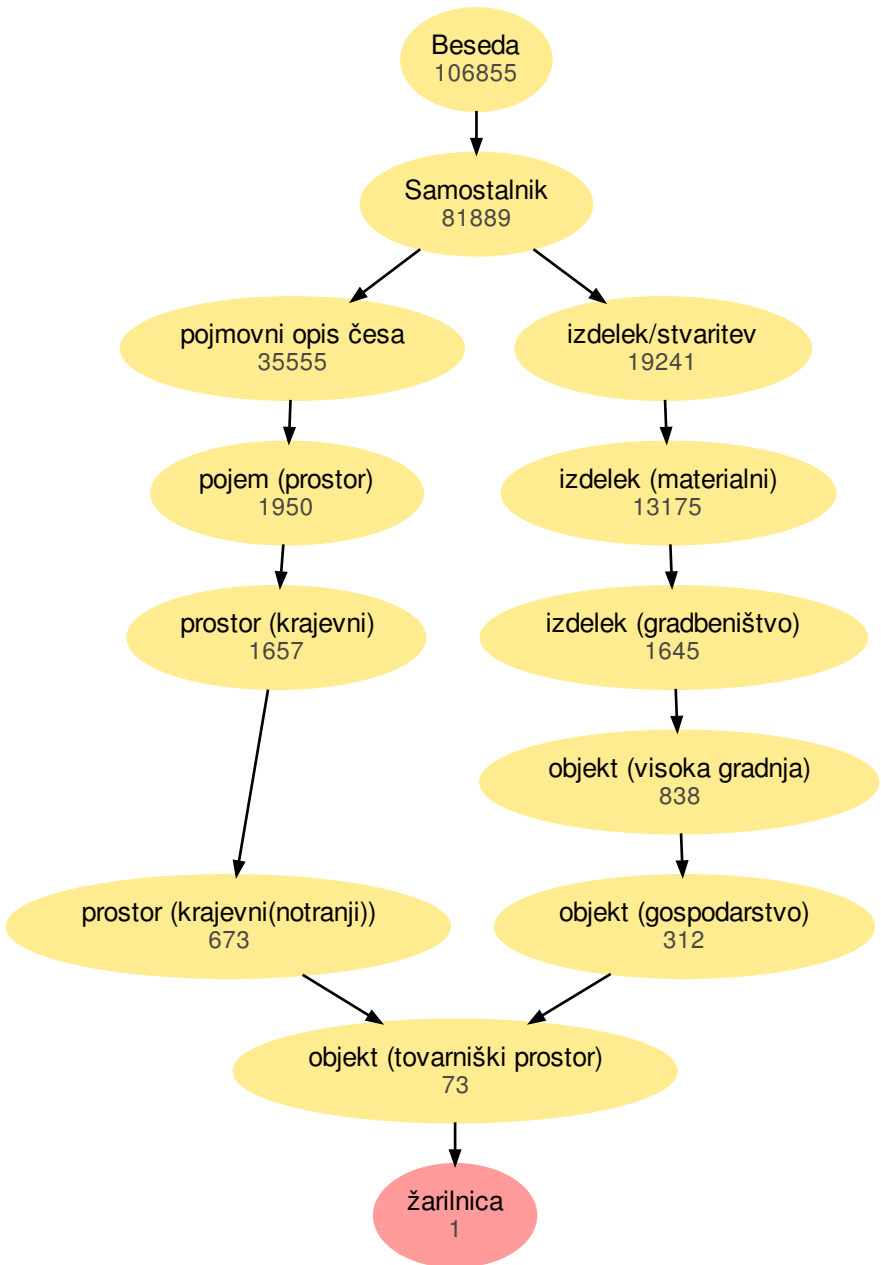 Beseda
106855
Samostalnik
81889
pojmovni opis česa
35555
izdelek/stvaritev
19241
pojem (prostor)
1950
izdelek (materialni)
13175
prostor (krajevni)
1657
izdelek (gradbeništvo)
1645
objekt (visoka gradnja)
838
prostor (krajevni(notranji))
673
objekt (gospodarstvo)
312
objekt (tovarniški prostor)
73
žarilnica
1